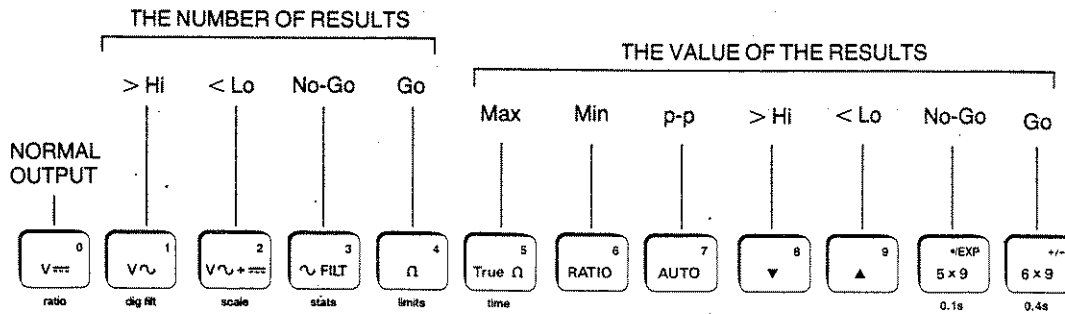 THE NUMBER OF RESULTS
THE VALUE OF THE RESULTS
> Hi < Lo No-Go Go
Max Min p-p > Hi < Lo No-Go Go
NORMAL
OUTPUT
0 1 2 3 4 5 6 7 8 9 •/EXP +/−
V⎓ V∿ V∿+⎓ ∿ FILT Ω True Ω RATIO AUTO ▼ ▲ 5 × 9 6 × 9
ratio dig filt scale stats limits time 0.1s 0.4s